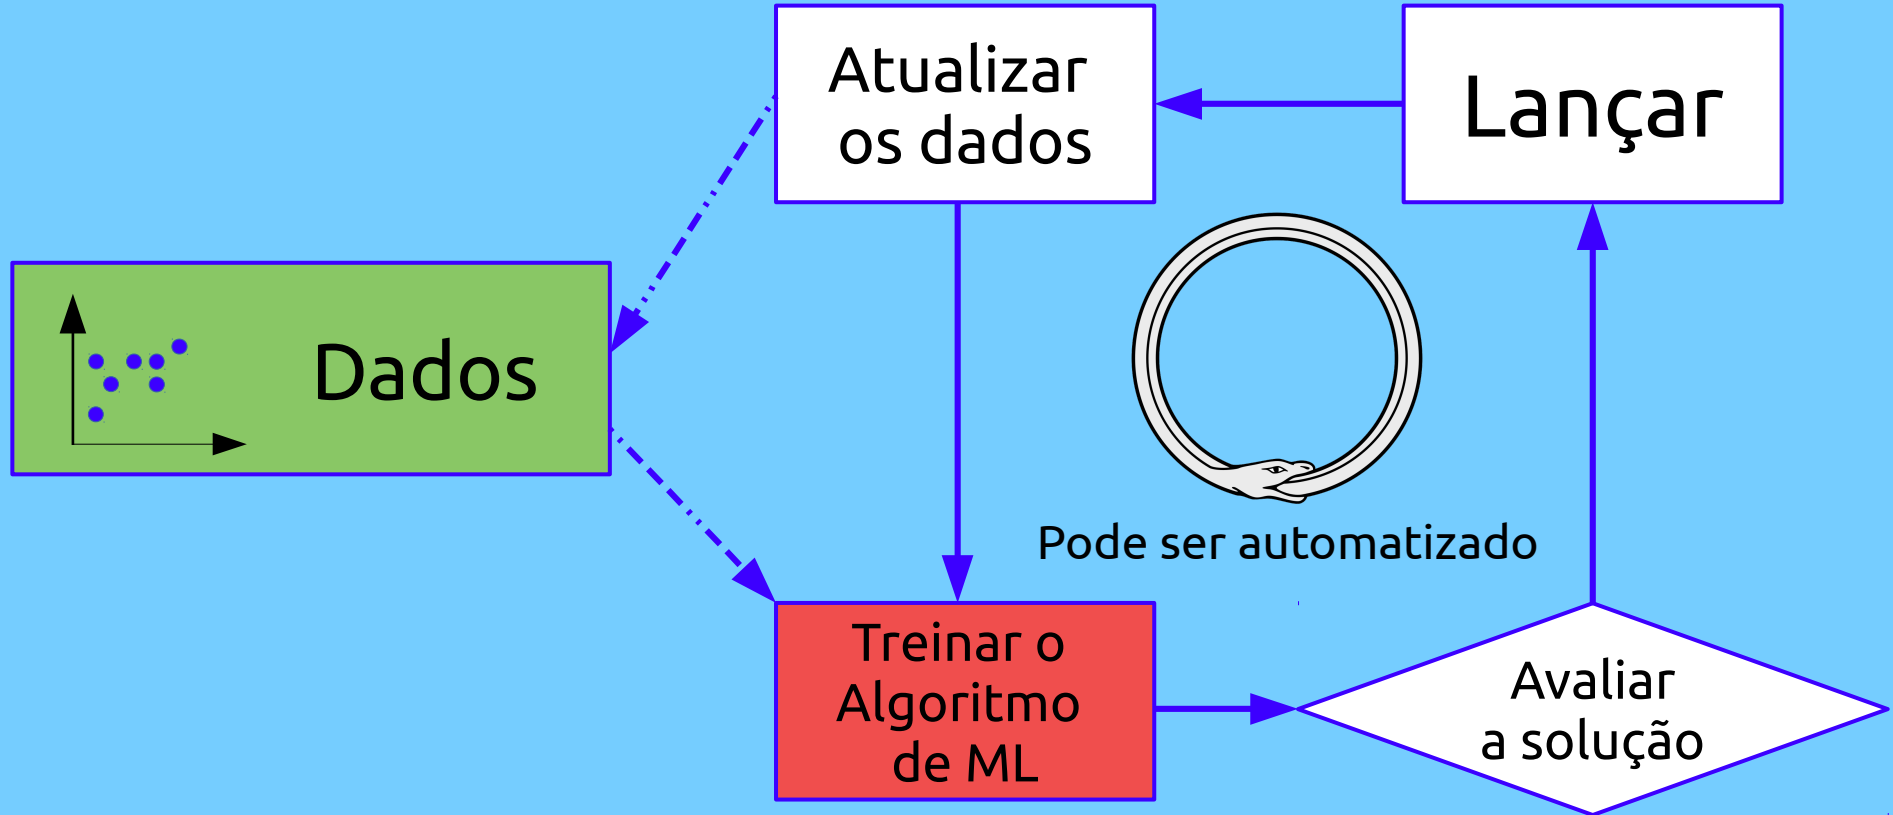 Atualizar
os dados
Lançar
Dados
Pode ser automatizado
Treinar o
Algoritmo
de ML
Avaliar
a solução